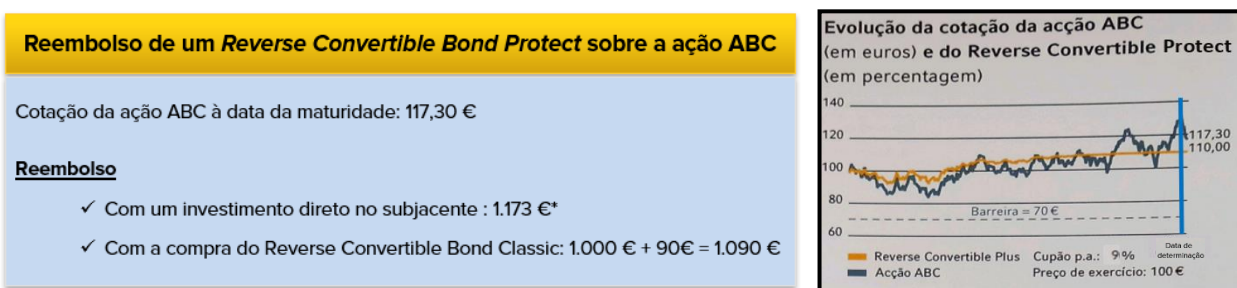 Reembolso de um Reverse Convertible Bond Protect sobre a ação ABC
Cotação da ação ABC à data da maturidade: 117,30 €
Reembolso
✓ Com um investimento direto no subjacente : 1.173 €*
✓ Com a compra do Reverse Convertible Bond Classic: 1.000 € + 90€ = 1.090 €
Evolução da cotação da acção ABC
(em euros) e do Reverse Convertible Protect
(em percentagem)
140
120
117,30
110,00
100
80
Barreira = 70 €
60
Reverse Convertible Plus Cupão p.a.: 9% Data de
determinação
Acção ABC Preço de exercício: 100 €